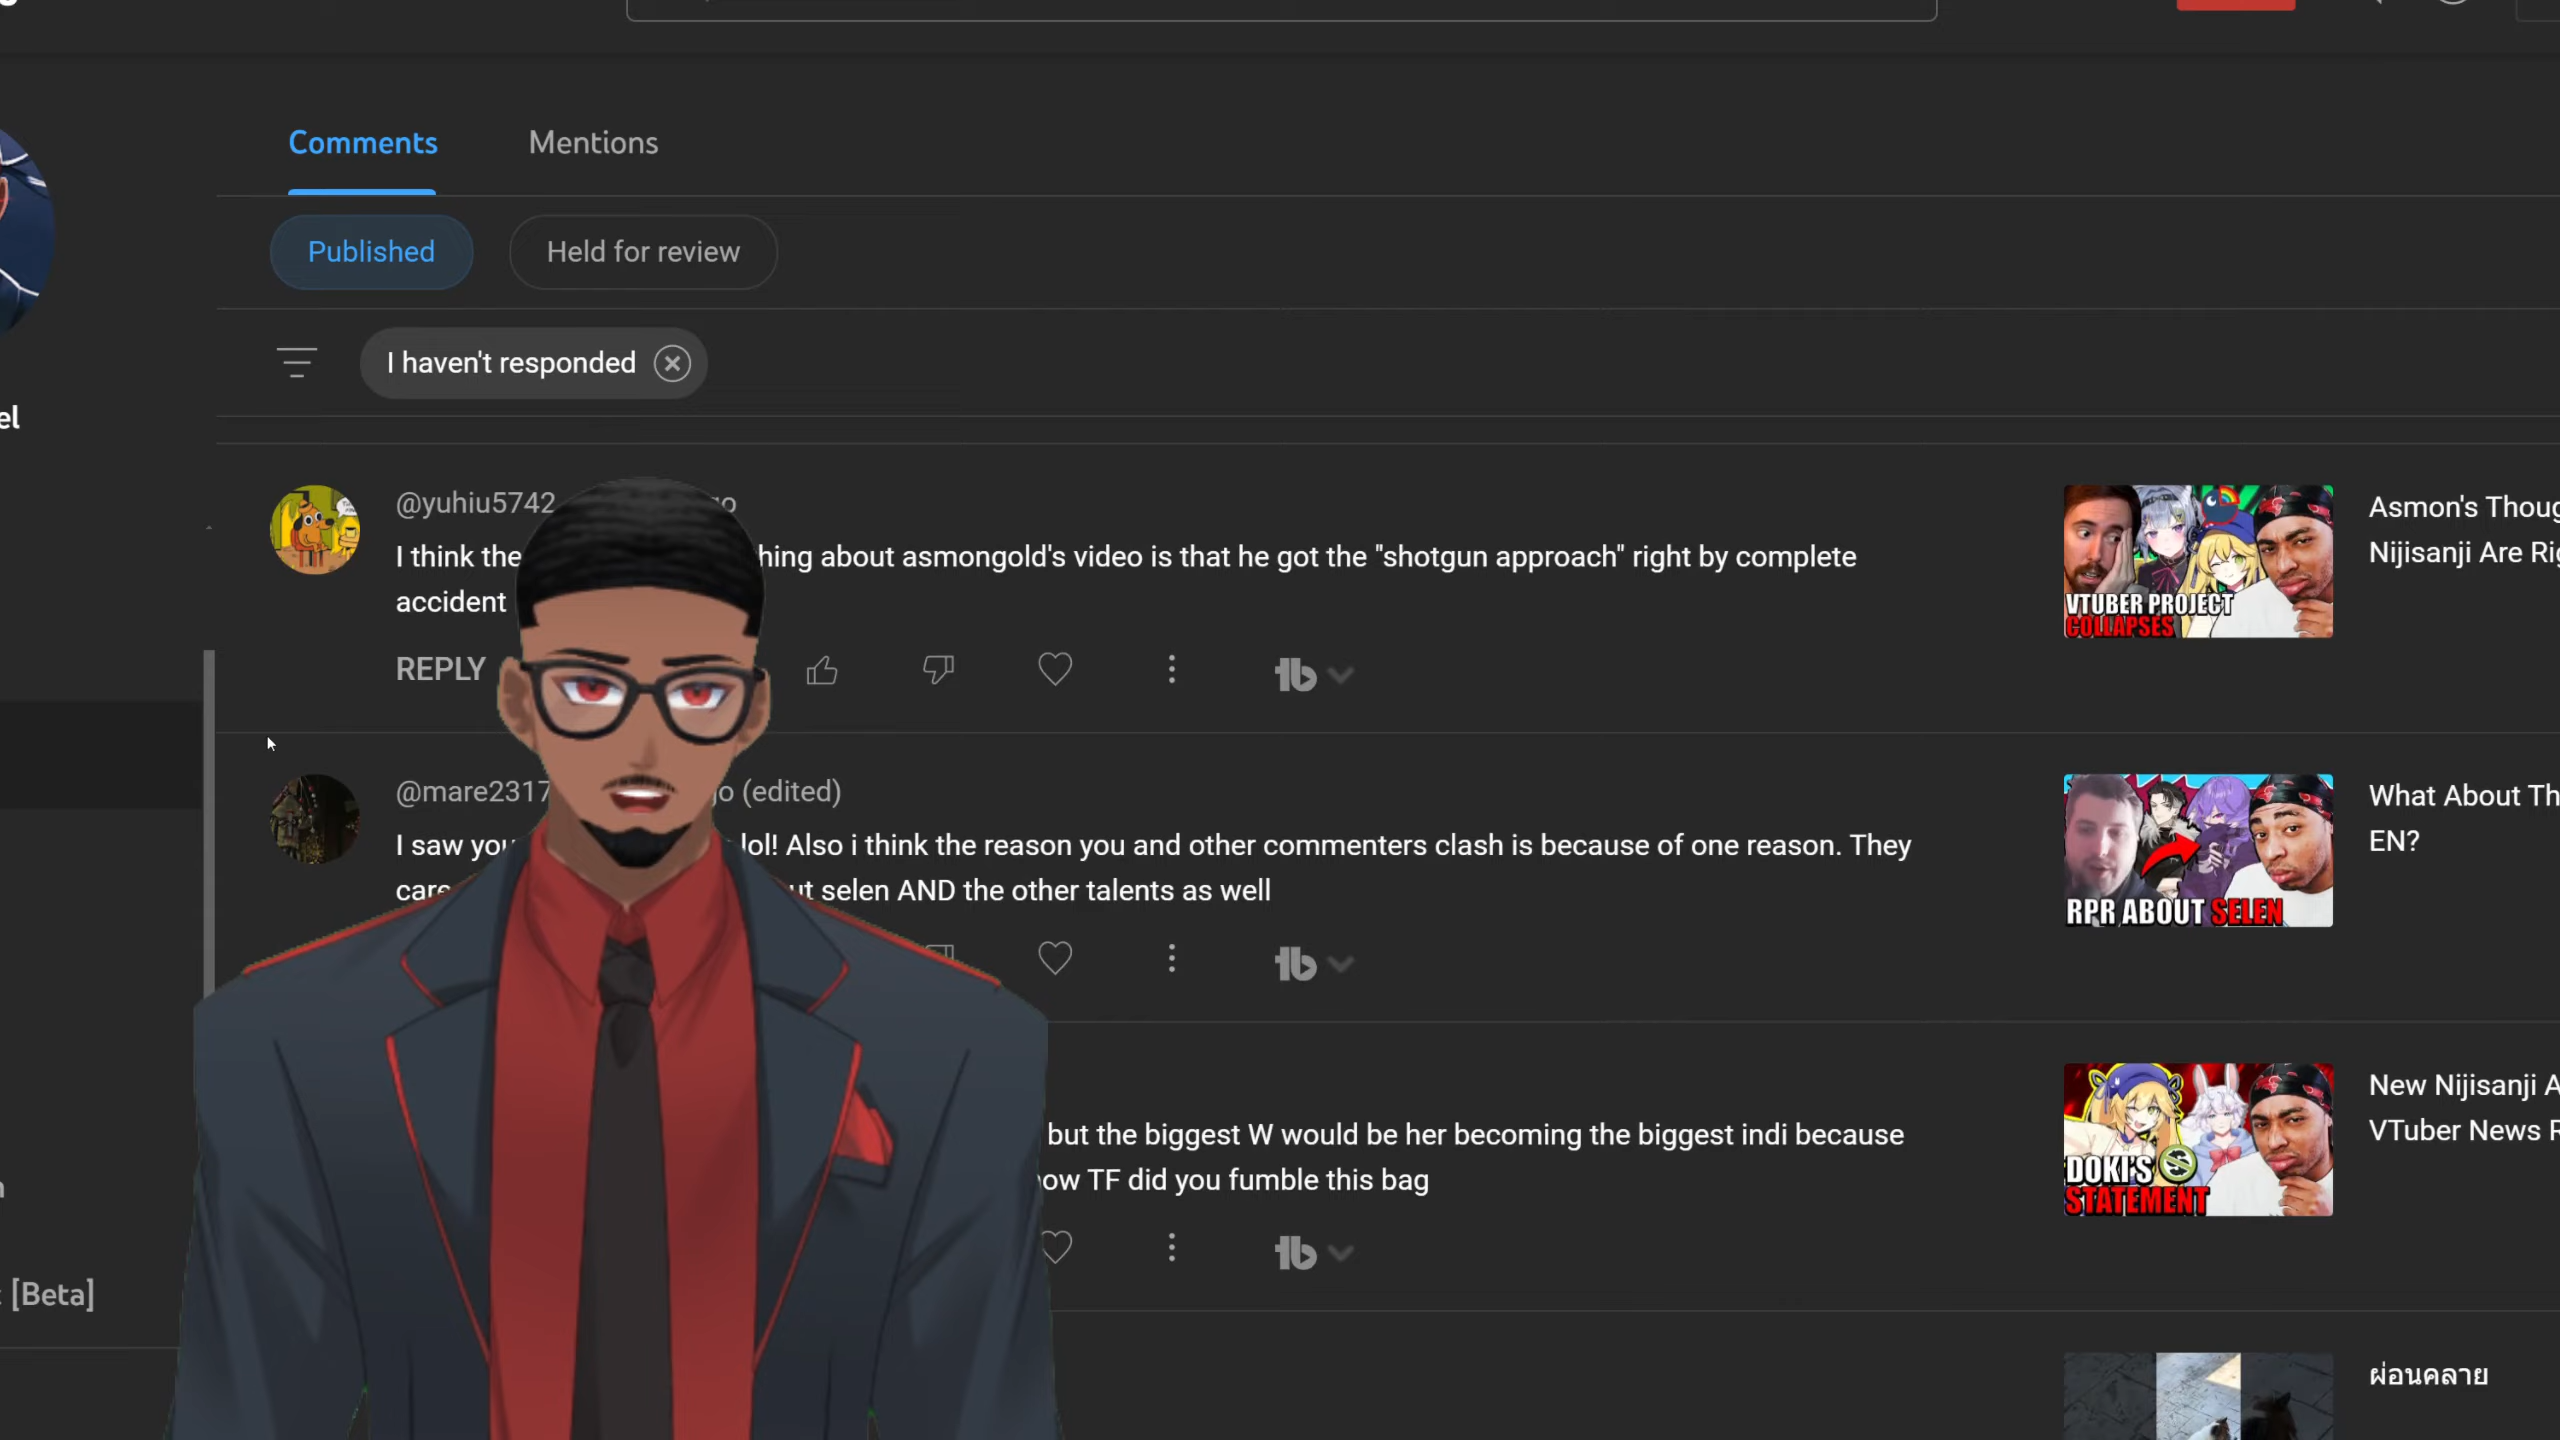 Comments
Mentions
Published
Held for review
I haven't responded
el
@yuhiu5742
I think the hing about asmongold's video is that he got the "shotgun approach" right by complete
accident
REPLY
VTUBER PROJECT
COLLAPSES
Asmon's Thoug
Nijisanji Are Rig
@mare2317 (edited)
I saw you lol! Also i think the reason you and other commenters clash is because of one reason. They
care ut selen AND the other talents as well
RPR ABOUT SELEN
What About Th
EN?
but the biggest W would be her becoming the biggest indi because
ow TF did you fumble this bag
DOKI'S
STATEMENT
New Nijisanji A
VTuber News R
[Beta]
ผ่อนคลาย